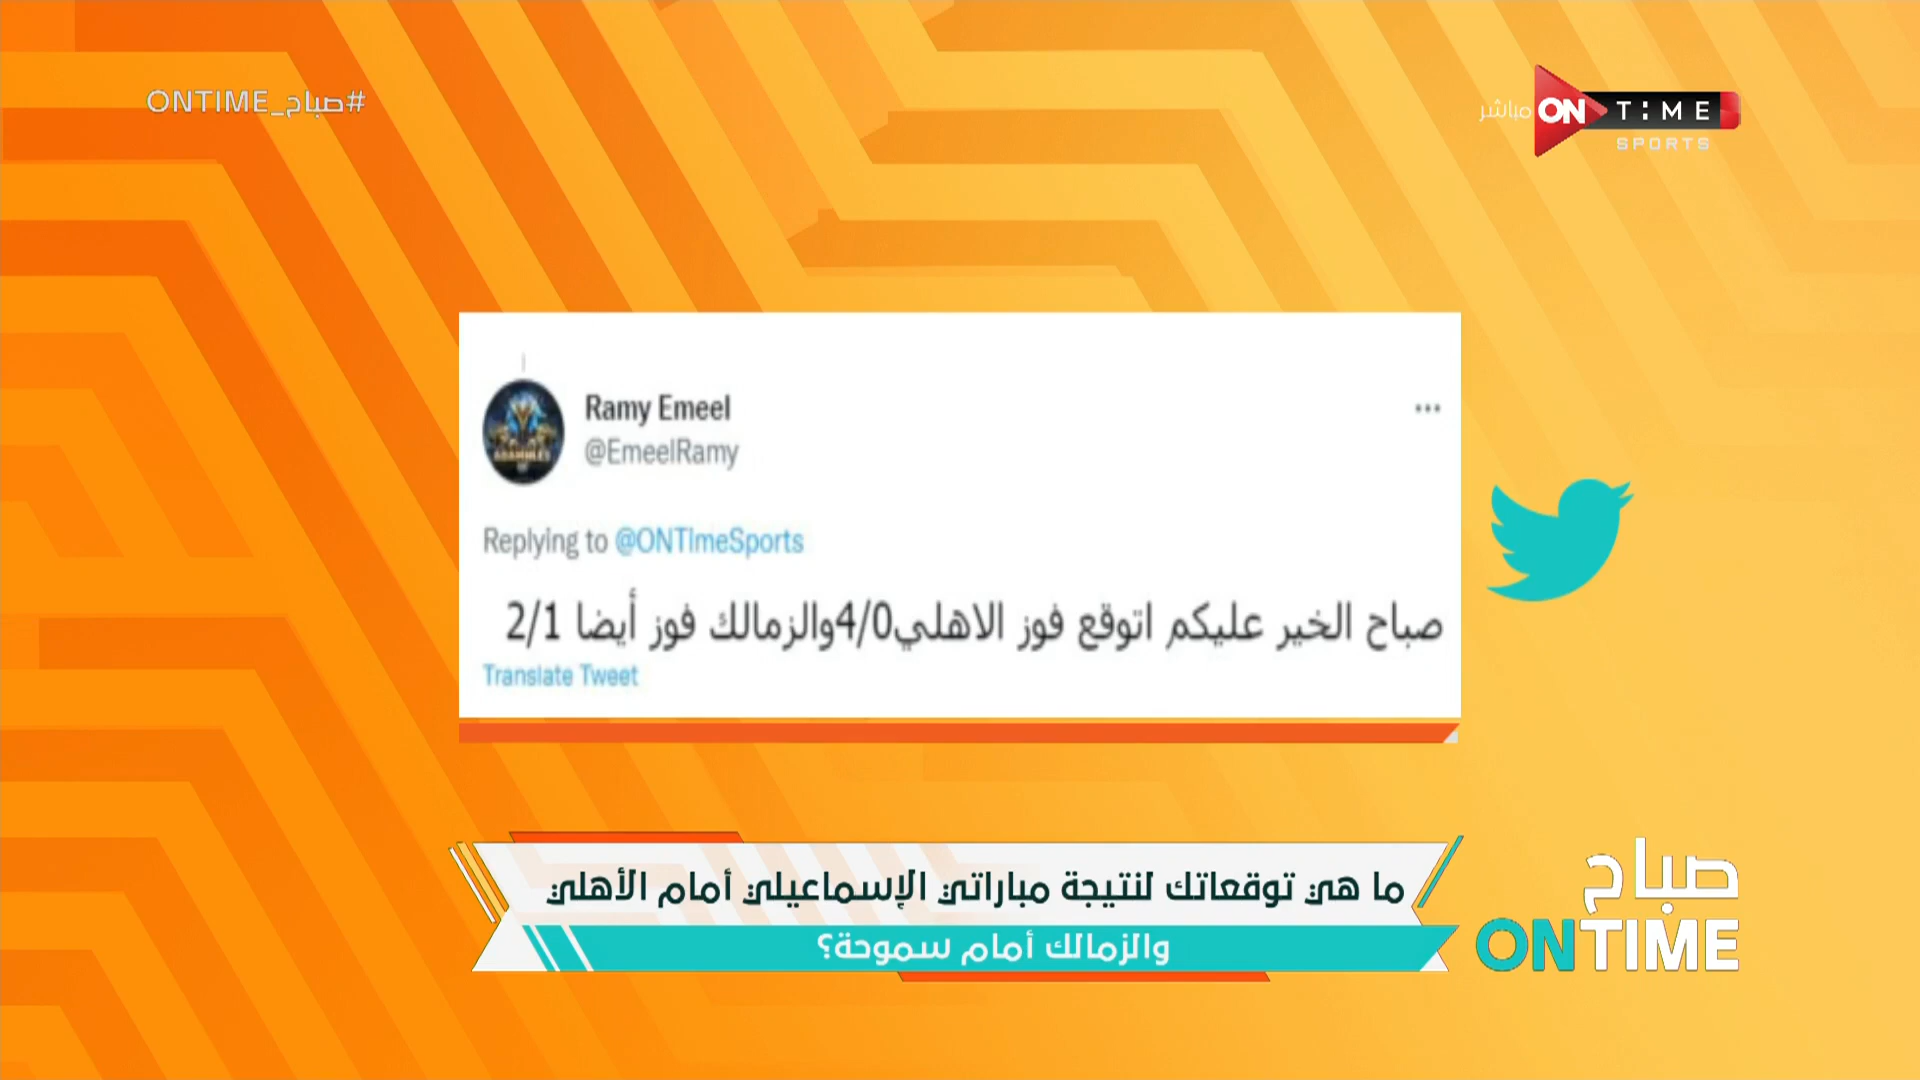 #صباح_ONTIME
مباشر ON TIME
SPORTS
Ramy Emeel
@EmeelRamy
Replying to @ONTimeSports
صباح الخير عليكم اتوقع فوز الاهلي4/0والزمالك فوز أيضا 2/1
Translate Tweet
ما هي توقعاتك لنتيجة مباراتي الإسماعيلي أمام الأهلي
والزمالك أمام سموحة؟
صباح
ONTIME